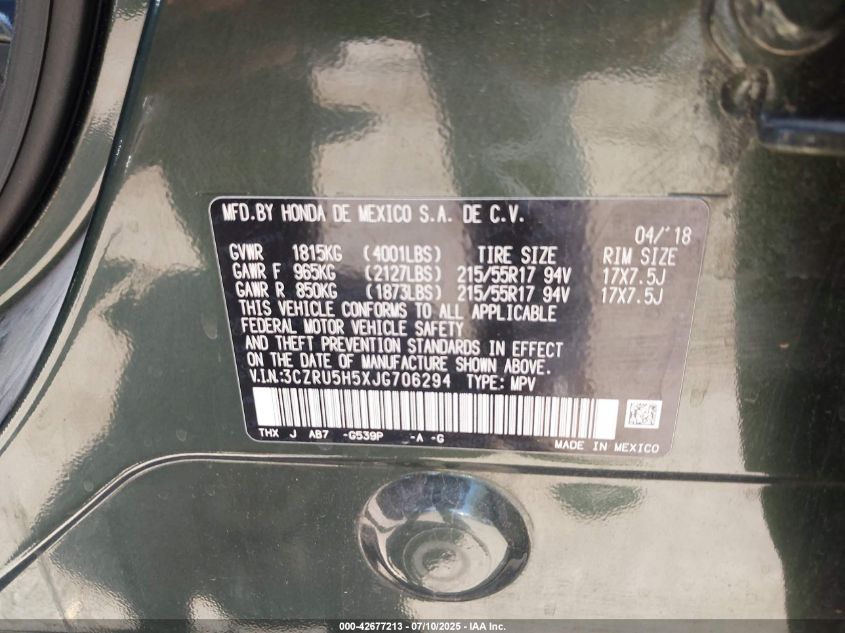 MFD.BY HONDA DE MEXICO S.A. DE C.V.
04/'18
GVWR 1815KG (4001LBS) TIRE SIZE RIM SIZE
GAWR F 965KG (2127LBS) 215/55R17 94V 17X7.5J
GAWR R 850KG (1873LBS) 215/55R17 94V 17X7.5J
THIS VEHICLE CONFORMS TO ALL APPLICABLE
FEDERAL MOTOR VEHICLE SAFETY
AND THEFT PREVENTION STANDARDS IN EFFECT
ON THE DATE OF MANUFACTURE SHOWN ABOVE.
V.I.N:3CZRU5H5XJG706294 TYPE: MPV
THX J AB7 -G539P _-A -G
MADE IN MEXICO
000-42677213 - 07/10/2025 - IAA Inc.